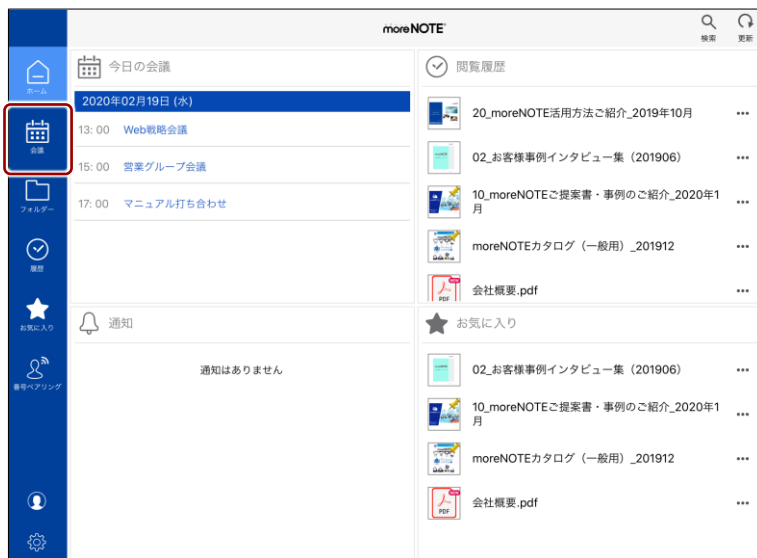 moreNOTE
検索
更新
ホーム
会議
フォルダー
履歴
お気に入り
番号ペアリング
今日の会議
2020年02月19日 (水)
13: 00 Web戦略会議
15: 00 営業グループ会議
17: 00 マニュアル打ち合わせ
閲覧履歴
20_moreNOTE活用方法ご紹介_2019年10月
02_お客様事例インタビュー集（201906）
10_moreNOTEご提案書・事例のご紹介_2020年1
月
moreNOTEカタログ（一般用）_201912
PDF
会社概要.pdf
通知
通知はありません
お気に入り
02_お客様事例インタビュー集（201906）
10_moreNOTEご提案書・事例のご紹介_2020年1
月
moreNOTEカタログ（一般用）_201912
PDF
会社概要.pdf